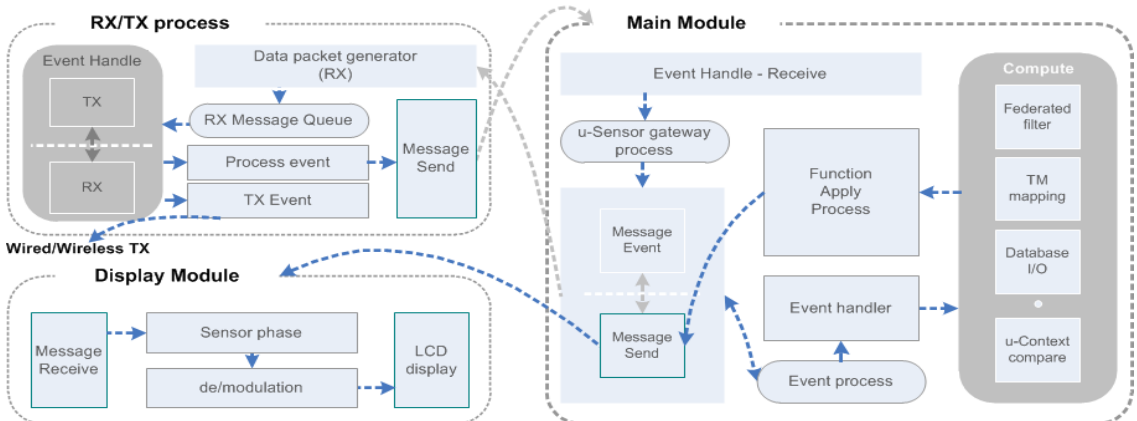 RX/TX process
Event Handle
TX
RX
Data packet generator
(RX)
RX Message Queue
Process event
TX Event
Message
Send
Wired/Wireless TX
Display Module
Message
Receive
Sensor phase
de/modulation
LCD
display
Main Module
Event Handle - Receive
u-Sensor gateway
process
Message
Event
Message
Send
Function
Apply
Process
Event handler
Event process
Compute
Federated
filter
TM
mapping
Database
I/O
u-Context
compare